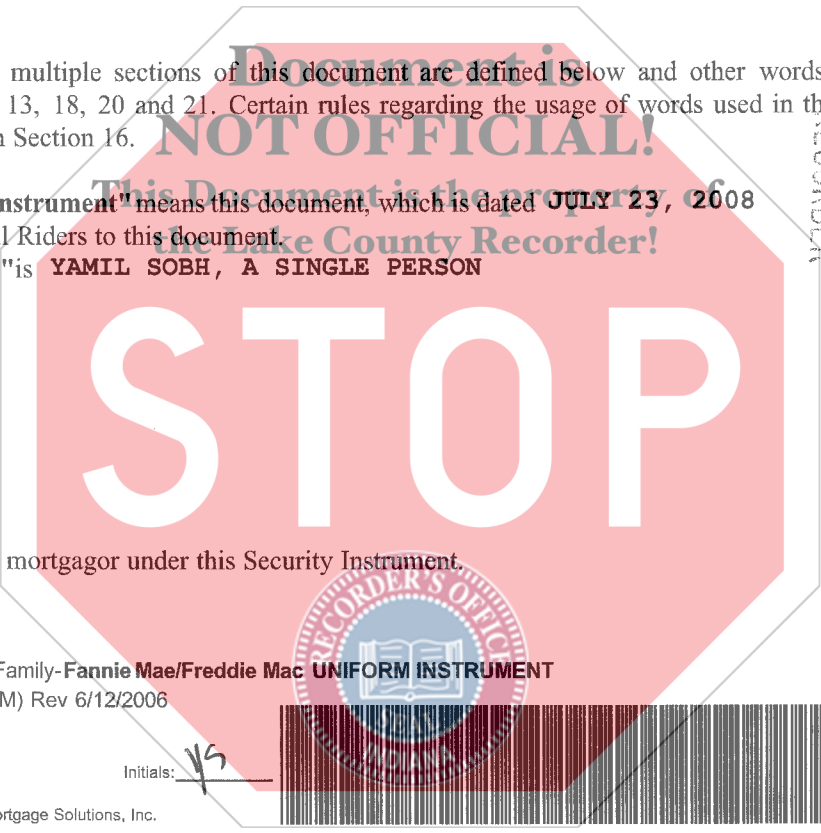 Document is
multiple sections of this document are defined below and other words
13, 18, 20 and 21. Certain rules regarding the usage of words used in th
Section 16.
NOT OFFICIAL!
This Document is the property of
nstrument" means this document, which is dated JULY 23, 2008
l Riders to this document.
the Lake County Recorder!
" is YAMIL SOBH, A SINGLE PERSON
STOP
mortgagor under this Security Instrument.
RECORDER'S OFFICE
Family-Fannie Mae/Freddie Mac UNIFORM INSTRUMENT
M) Rev 6/12/2006
SEAL
INDIANA
Initials: YS
ortgage Solutions, Inc.